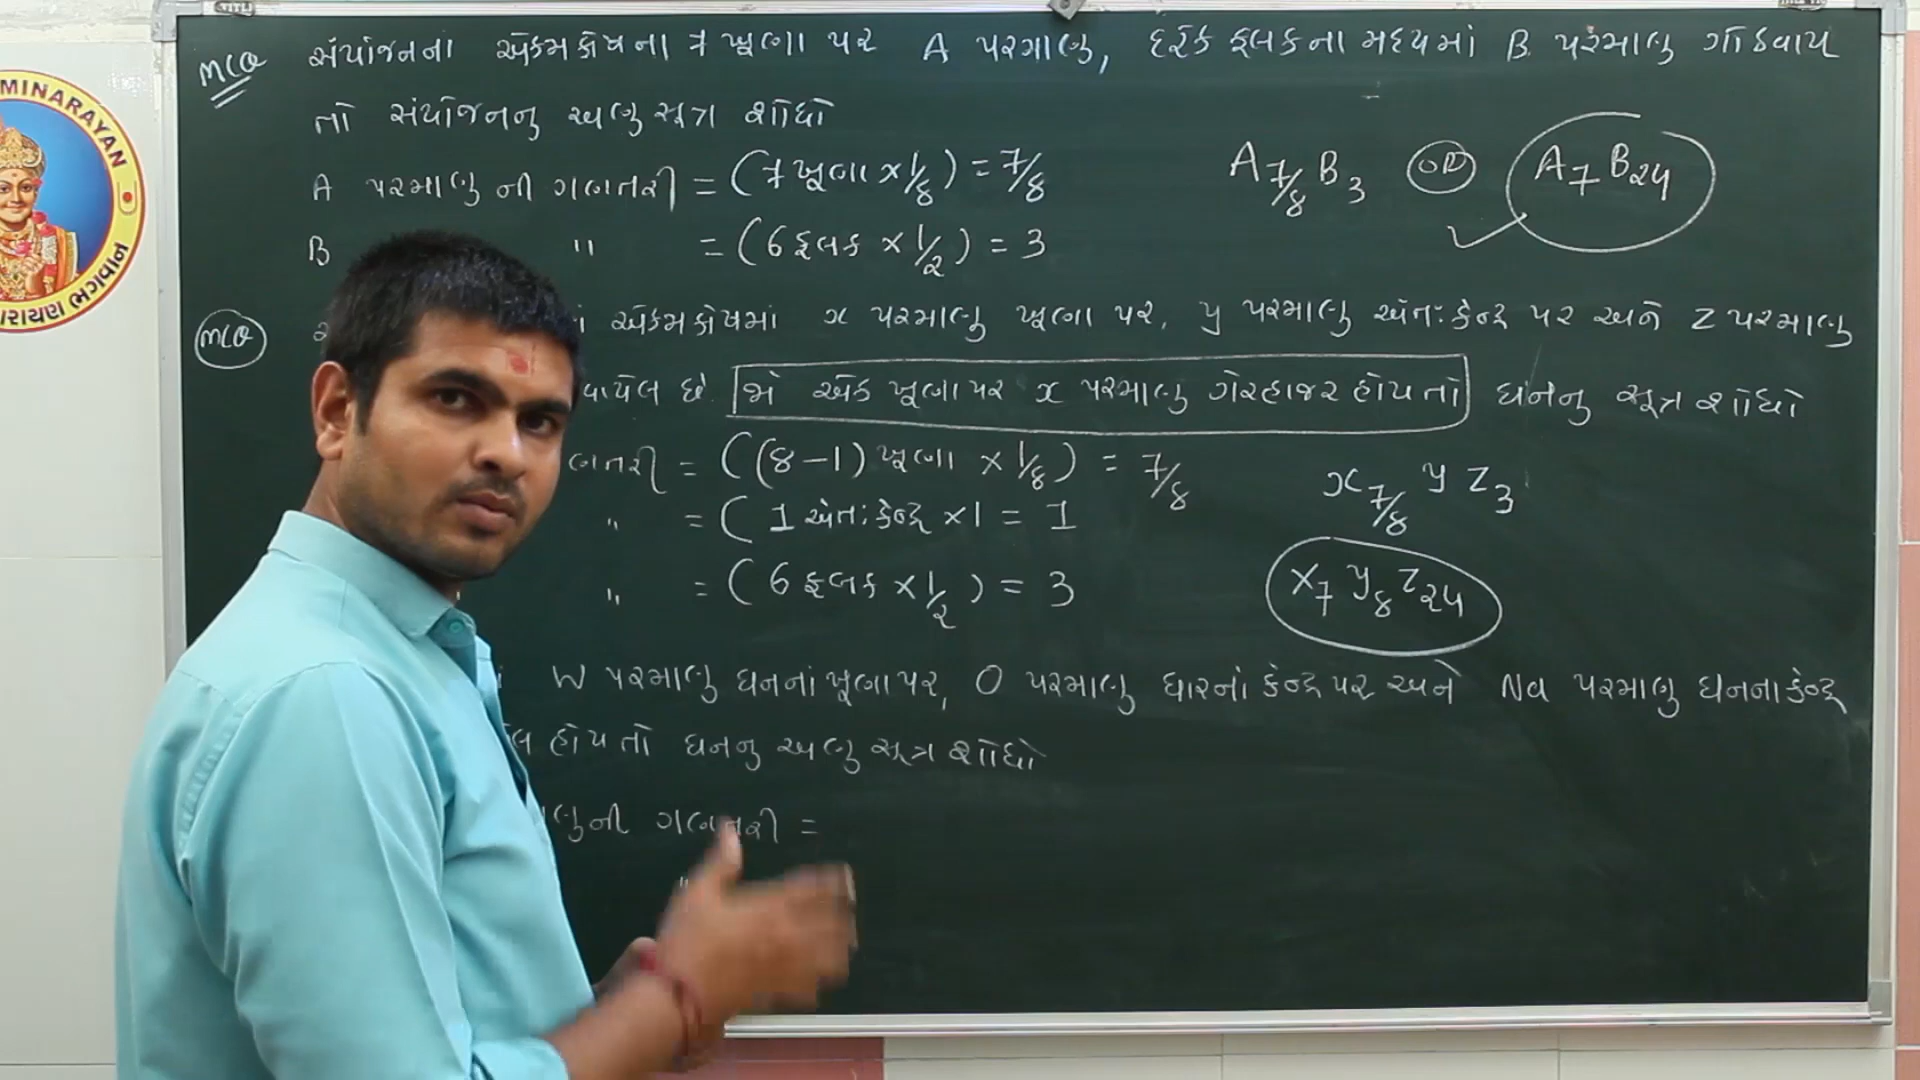 MINARAYAN
રાયણ ભગવાન
MCQ સંયોજનના એકમકોષના 7 ખૂણા પર A પરમાણુ, દરેક ફલકના મધ્યમાં B પરમાણુ ગોઠવાય
તો સંયોજનનુ અણુ સૂત્ર શોધો
A પરમાણુ ની ગણતરી = (7 ખૂણા × 1/8) = 7/8 A7/8 B3 OR A7 B24
B " = (6 ફલક × 1/2) = 3
MCQ એકમકોષમાં x પરમાણુ ખૂણા પર, y પરમાણુ અંત:કેન્દ્ર પર અને Z પરમાણુ
વાયેલ છે જો એક ખૂણા પર x પરમાણુ ગેરહાજર હોય તો ઘનનુ સૂત્ર શોધો
ણતરી = ((8-1) ખૂણા × 1/8) = 7/8 x7/8 y z3
" = (1 અંત:કેન્દ્ર × 1 = 1
" = (6 ફલક × 1/2) = 3 x7 y8 z24
W પરમાણુ ઘનનાં ખૂણા પર, O પરમાણુ ધારનાં કેન્દ્ર પર અને Na પરમાણુ ઘનના કેન્દ્ર
લ હોય તો ઘનનુ અણુ સૂત્ર શોધો
ણુની ગણતરી =
"